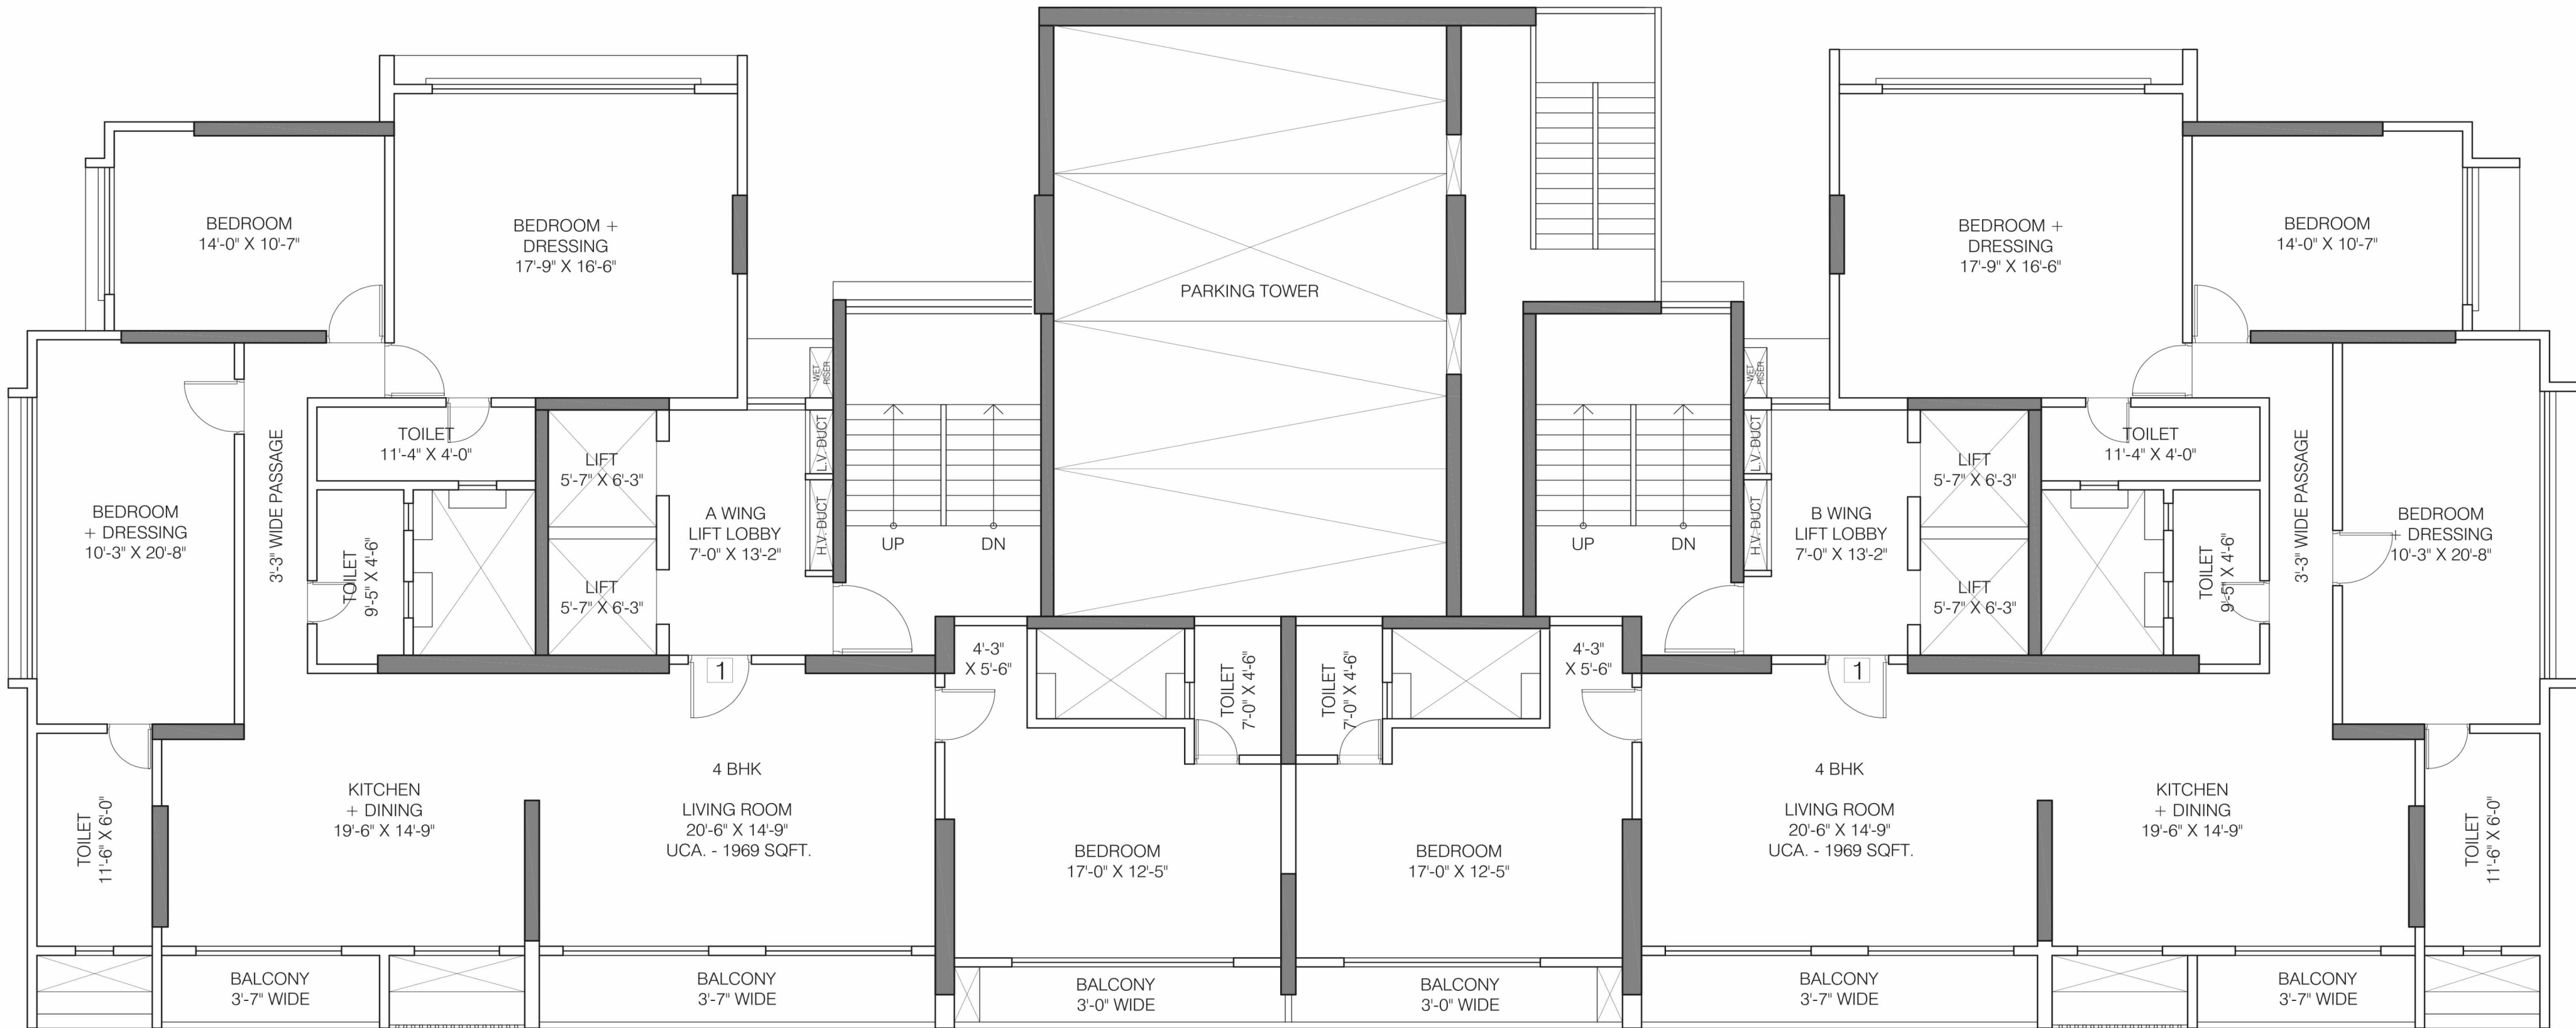 BEDROOM
14'-0" X 10'-7"
BEDROOM +
DRESSING
17'-9" X 16'-6"
PARKING TOWER
BEDROOM +
DRESSING
17'-9" X 16'-6"
BEDROOM
14'-0" X 10'-7"
WET
RISER
WET
RISER
BEDROOM
+ DRESSING
10'-3" X 20'-8"
3'-3" WIDE PASSAGE
TOILET
11'-4" X 4'-0"
TOILET
9'-5" X 4'-6"
LIFT
5'-7" X 6'-3"
LIFT
5'-7" X 6'-3"
A WING
LIFT LOBBY
7'-0" X 13'-2"
L.V. DUCT
H.V. DUCT
UP
DN
UP
DN
L.V. DUCT
H.V. DUCT
B WING
LIFT LOBBY
7'-0" X 13'-2"
LIFT
5'-7" X 6'-3"
LIFT
5'-7" X 6'-3"
TOILET
11'-4" X 4'-0"
TOILET
9'-5" X 4'-6"
3'-3" WIDE PASSAGE
BEDROOM
+ DRESSING
10'-3" X 20'-8"
1
4'-3"
X 5'-6"
TOILET
7'-0" X 4'-6"
TOILET
7'-0" X 4'-6"
4'-3"
X 5'-6"
1
TOILET
11'-6" X 6'-0"
KITCHEN
+ DINING
19'-6" X 14'-9"
4 BHK
LIVING ROOM
20'-6" X 14'-9"
UCA. - 1969 SQFT.
BEDROOM
17'-0" X 12'-5"
BEDROOM
17'-0" X 12'-5"
4 BHK
LIVING ROOM
20'-6" X 14'-9"
UCA. - 1969 SQFT.
KITCHEN
+ DINING
19'-6" X 14'-9"
TOILET
11'-6" X 6'-0"
BALCONY
3'-7" WIDE
BALCONY
3'-7" WIDE
BALCONY
3'-0" WIDE
BALCONY
3'-0" WIDE
BALCONY
3'-7" WIDE
BALCONY
3'-7" WIDE